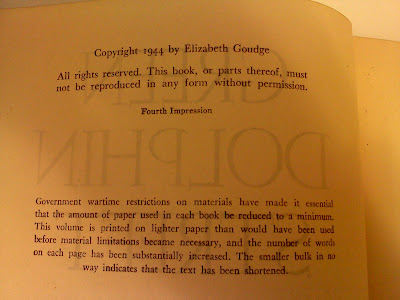 Copyright 1944 by Elizabeth Goudge
All rights reserved. This book, or parts thereof, must
not be reproduced in any form without permission.
Fourth Impression
GREEN
DOLPHIN
Government wartime restrictions on materials have made it essential
that the amount of paper used in each book be reduced to a minimum.
This volume is printed on lighter paper than would have been used
before material limitations became necessary, and the number of words
on each page has been substantially increased. The smaller bulk in no
way indicates that the text has been shortened.